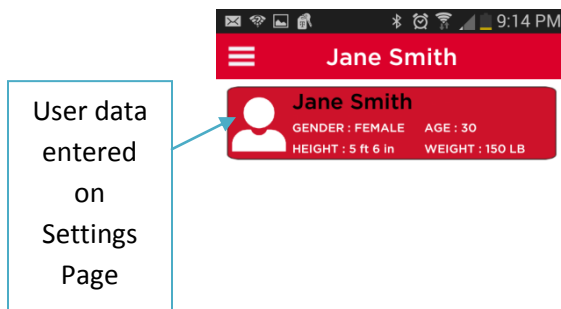 9:14 PM
Jane Smith
User data
entered
on
Settings
Page
Jane Smith
GENDER : FEMALE AGE : 30
HEIGHT : 5 ft 6 in WEIGHT : 150 LB